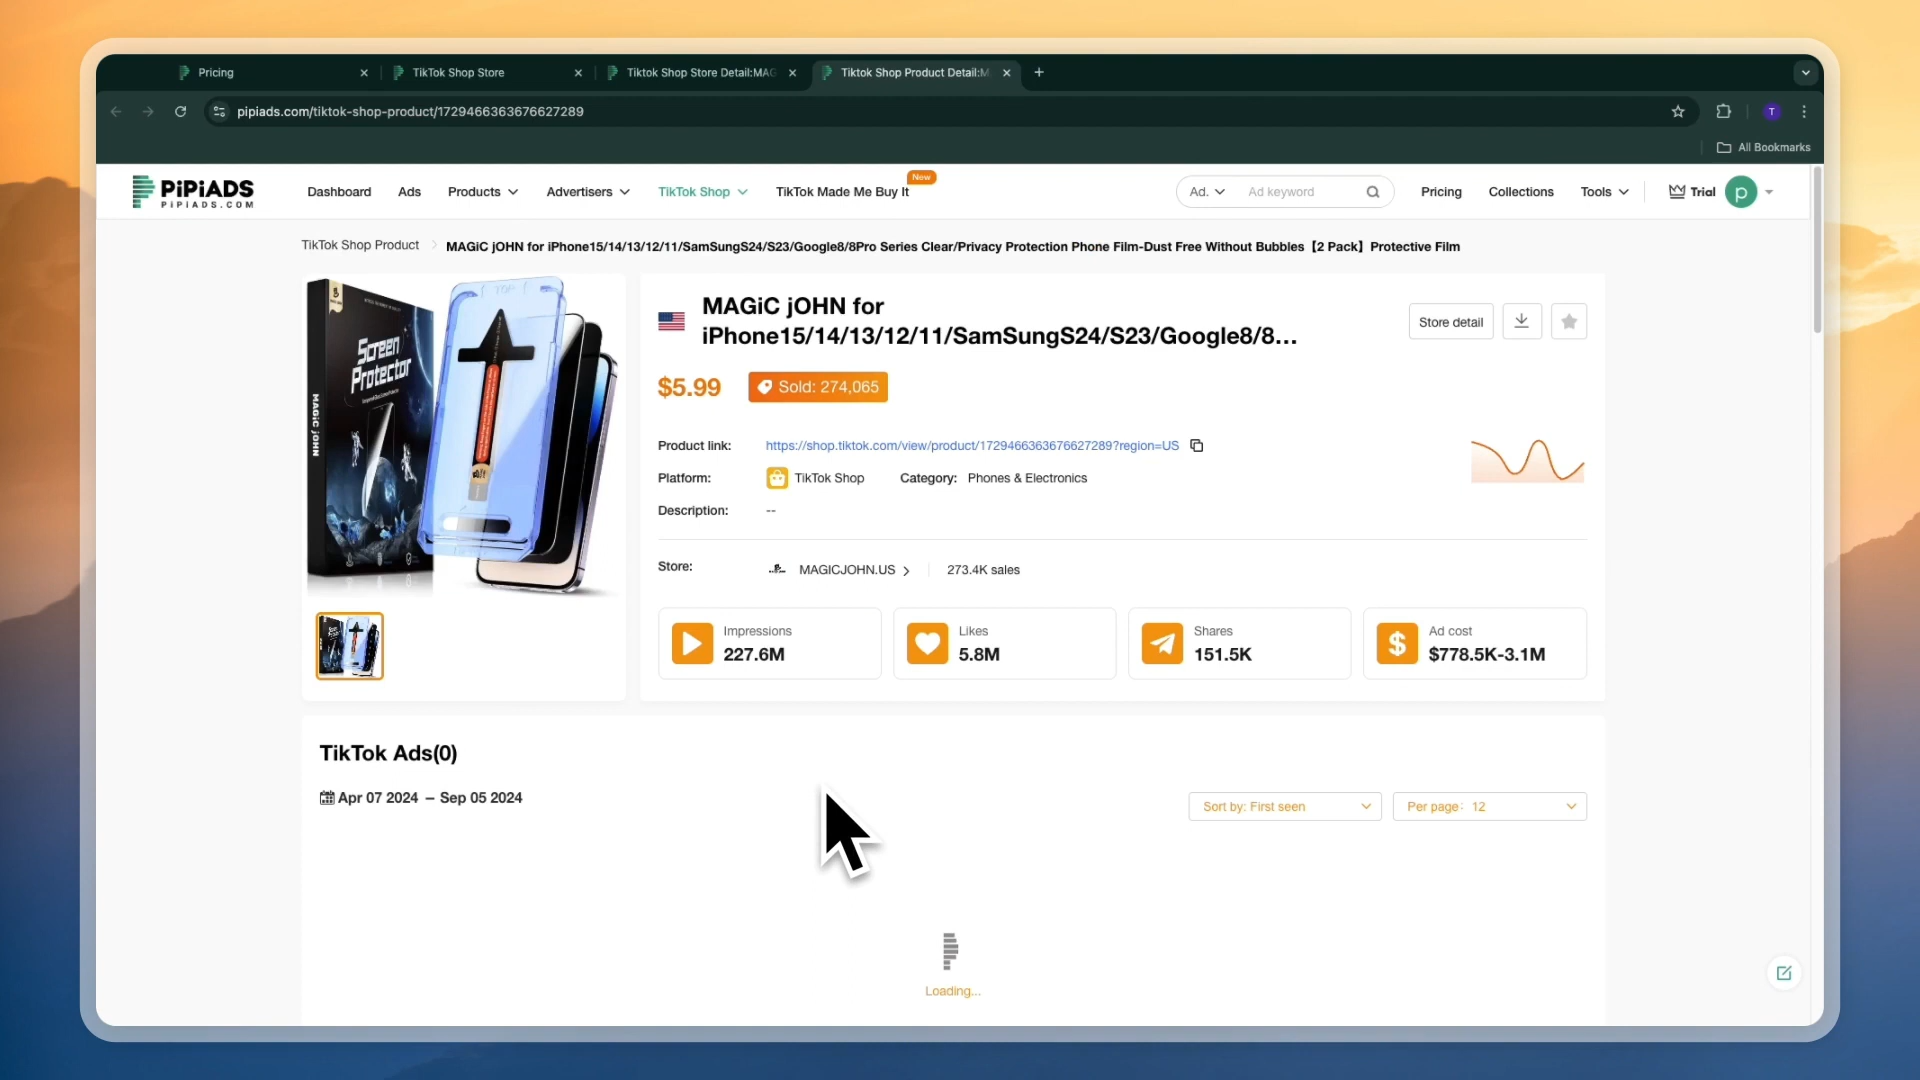 Pricing
TikTok Shop Store
Tiktok Shop Store Detail:MAG
Tiktok Shop Product Detail:M
pipiads.com/tiktok-shop-product/1729466363676627289
T
All Bookmarks
PiPiADS
PIPIADS.COM
Dashboard
Ads
Products
Advertisers
TikTok Shop
TikTok Made Me Buy It
New
Ad.
Ad keyword
Pricing
Collections
Tools
Trial
p
TikTok Shop Product
MAGiC jOHN for iPhone15/14/13/12/11/SamSungS24/S23/Google8/8Pro Series Clear/Privacy Protection Phone Film-Dust Free Without Bubbles【2 Pack】Protective Film
Screen
Protector
MAGiC JOHN
MAGiC jOHN for
iPhone15/14/13/12/11/SamSungS24/S23/Google8/8...
Store detail
$5.99
Sold: 274,065
Product link:
https://shop.tiktok.com/view/product/1729466363676627289?region=US
Platform:
TikTok Shop
Category:
Phones & Electronics
Description:
--
Store:
MAGICJOHN.US
273.4K sales
Impressions
227.6M
Likes
5.8M
Shares
151.5K
Ad cost
$778.5K-3.1M
TikTok Ads(0)
Apr 07 2024 – Sep 05 2024
Sort by: First seen
Per page: 12
Loading...